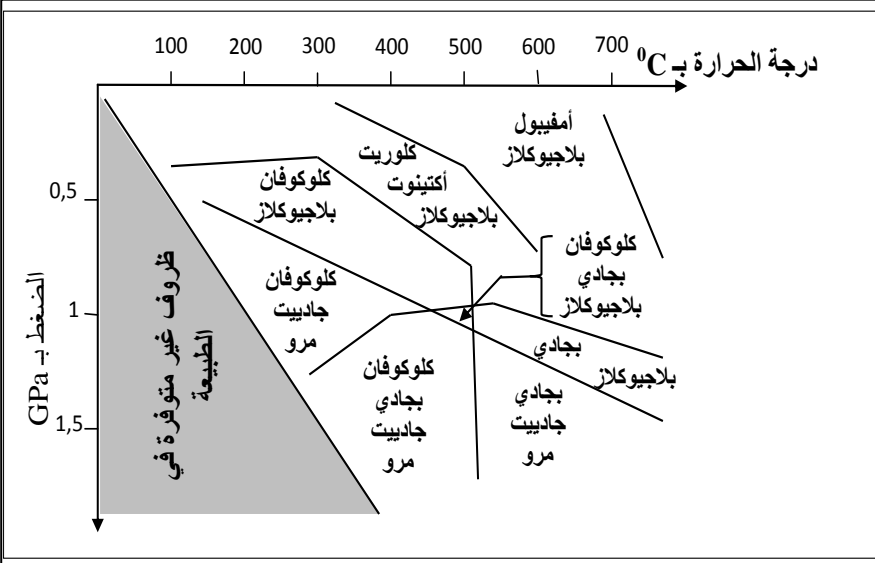 100 200 300 400 500 600 700
درجة الحرارة بـ ⁰C
أمفيبول
بلاجيوكلاز
كلوريت
أكتينوت
بلاجيوكلاز
كلوكوفان
بلاجيوكلاز
0,5
كلوكوفان
بجادي
بلاجيوكلاز
كلوكوفان
جادييت
مرو
1
بجادي
بلاجيوكلاز
كلوكوفان
بجادي
جادييت
مرو
بجادي
جادييت
مرو
1,5
ظروف غير متوفرة في
الطبيعة
الضغط بـ GPa